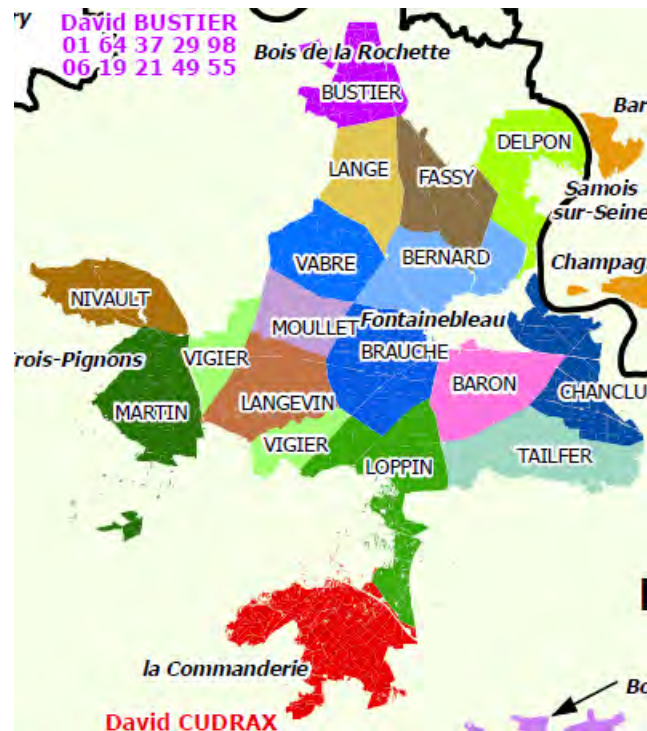 ry
David BUSTIER
01 64 37 29 98
06 19 21 49 55
Bois de la Rochette
BUSTIER
Bar
DELPON
LANGE
FASSY
Samois
sur-Seine
BERNARD
VABRE
Champag
NIVAULT
MOULLET
Fontainebleau
rois-Pignons
VIGIER
BRAUCHE
BARON
CHANCLU
MARTIN
LANGEVIN
VIGIER
LOPPIN
TAILFER
la Commanderie
Bo
David CUDRAX